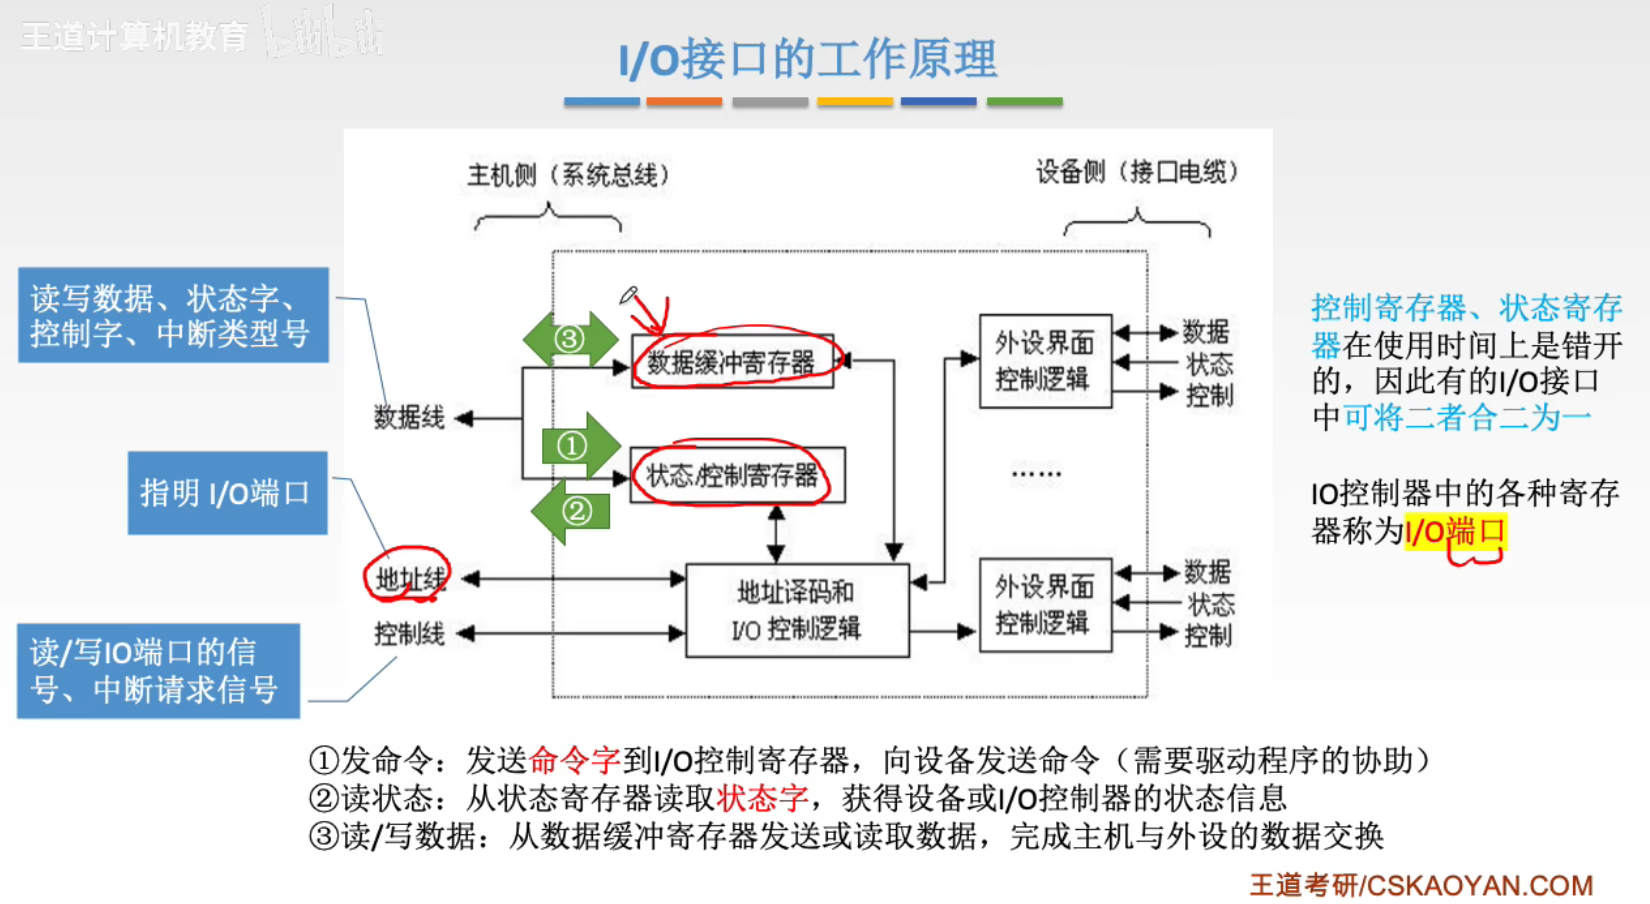 王道计算机教育 bilibili
I/O接口的工作原理
主机侧（系统总线）
设备侧（接口电缆）
读写数据、状态字、
控制字、中断类型号
③
数据缓冲寄存器
数据线
①
状态/控制寄存器
②
指明 I/O端口
地址线
控制线
读/写IO端口的信
号、中断请求信号
地址译码和
I/O 控制逻辑
外设界面
控制逻辑
数据
状态
控制
……
外设界面
控制逻辑
数据
状态
控制
控制寄存器、状态寄存
器在使用时间上是错开
的，因此有的I/O接口
中可将二者合二为一
IO控制器中的各种寄存
器称为I/O端口
①发命令：发送命令字到I/O控制寄存器，向设备发送命令（需要驱动程序的协助）
②读状态：从状态寄存器读取状态字，获得设备或I/O控制器的状态信息
③读/写数据：从数据缓冲寄存器发送或读取数据，完成主机与外设的数据交换
王道考研/CSKAOYAN.COM